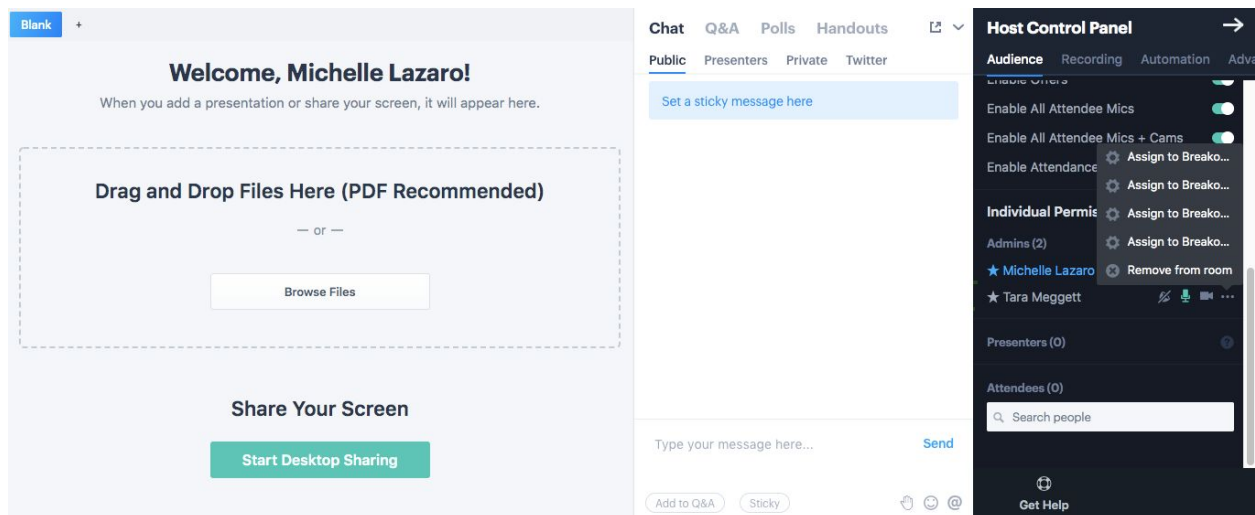 Blank +
Welcome, Michelle Lazaro!
When you add a presentation or share your screen, it will appear here.
Drag and Drop Files Here (PDF Recommended)
— or —
Browse Files
Share Your Screen
Start Desktop Sharing
Chat Q&A Polls Handouts
Public Presenters Private Twitter
Set a sticky message here
Type your message here... Send
Add to Q&A Sticky @
Host Control Panel
Audience Recording Automation Adva
Enable Offers
Enable All Attendee Mics
Enable All Attendee Mics + Cams
Enable Attendance
Assign to Breako...
Assign to Breako...
Assign to Breako...
Assign to Breako...
Remove from room
Individual Permis
Admins (2)
★ Michelle Lazaro
★ Tara Meggett
Presenters (0) ?
Attendees (0)
Search people
Get Help